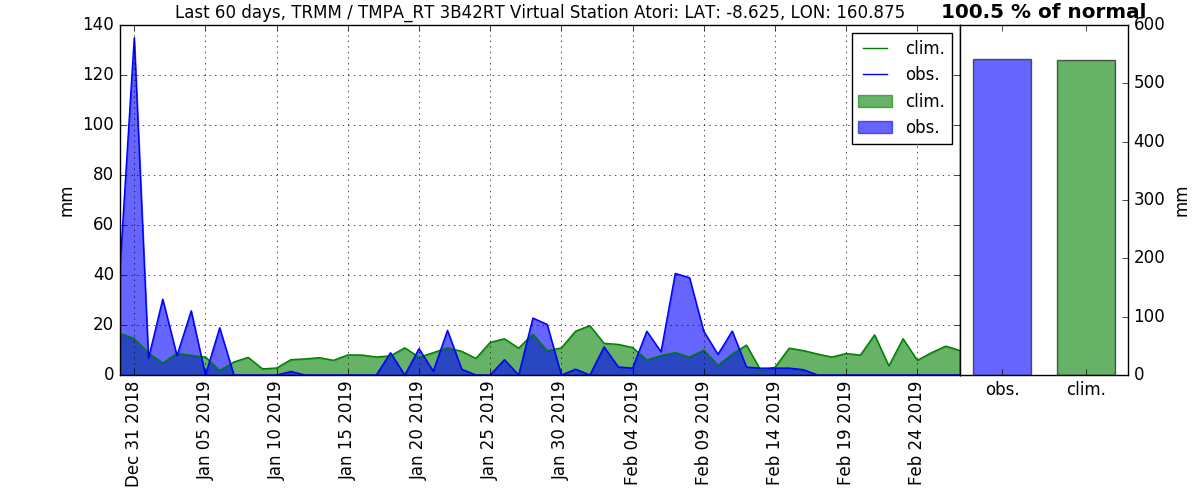 Last 60 days, TRMM / TMPA_RT 3B42RT Virtual Station Atori: LAT: -8.625, LON: 160.875
100.5 % of normal
140
120
100
80
60
40
20
0
mm
clim.
obs.
clim.
obs.
Dec 31 2018
Jan 05 2019
Jan 10 2019
Jan 15 2019
Jan 20 2019
Jan 25 2019
Jan 30 2019
Feb 04 2019
Feb 09 2019
Feb 14 2019
Feb 19 2019
Feb 24 2019
600
500
400
300
200
100
0
mm
obs.
clim.